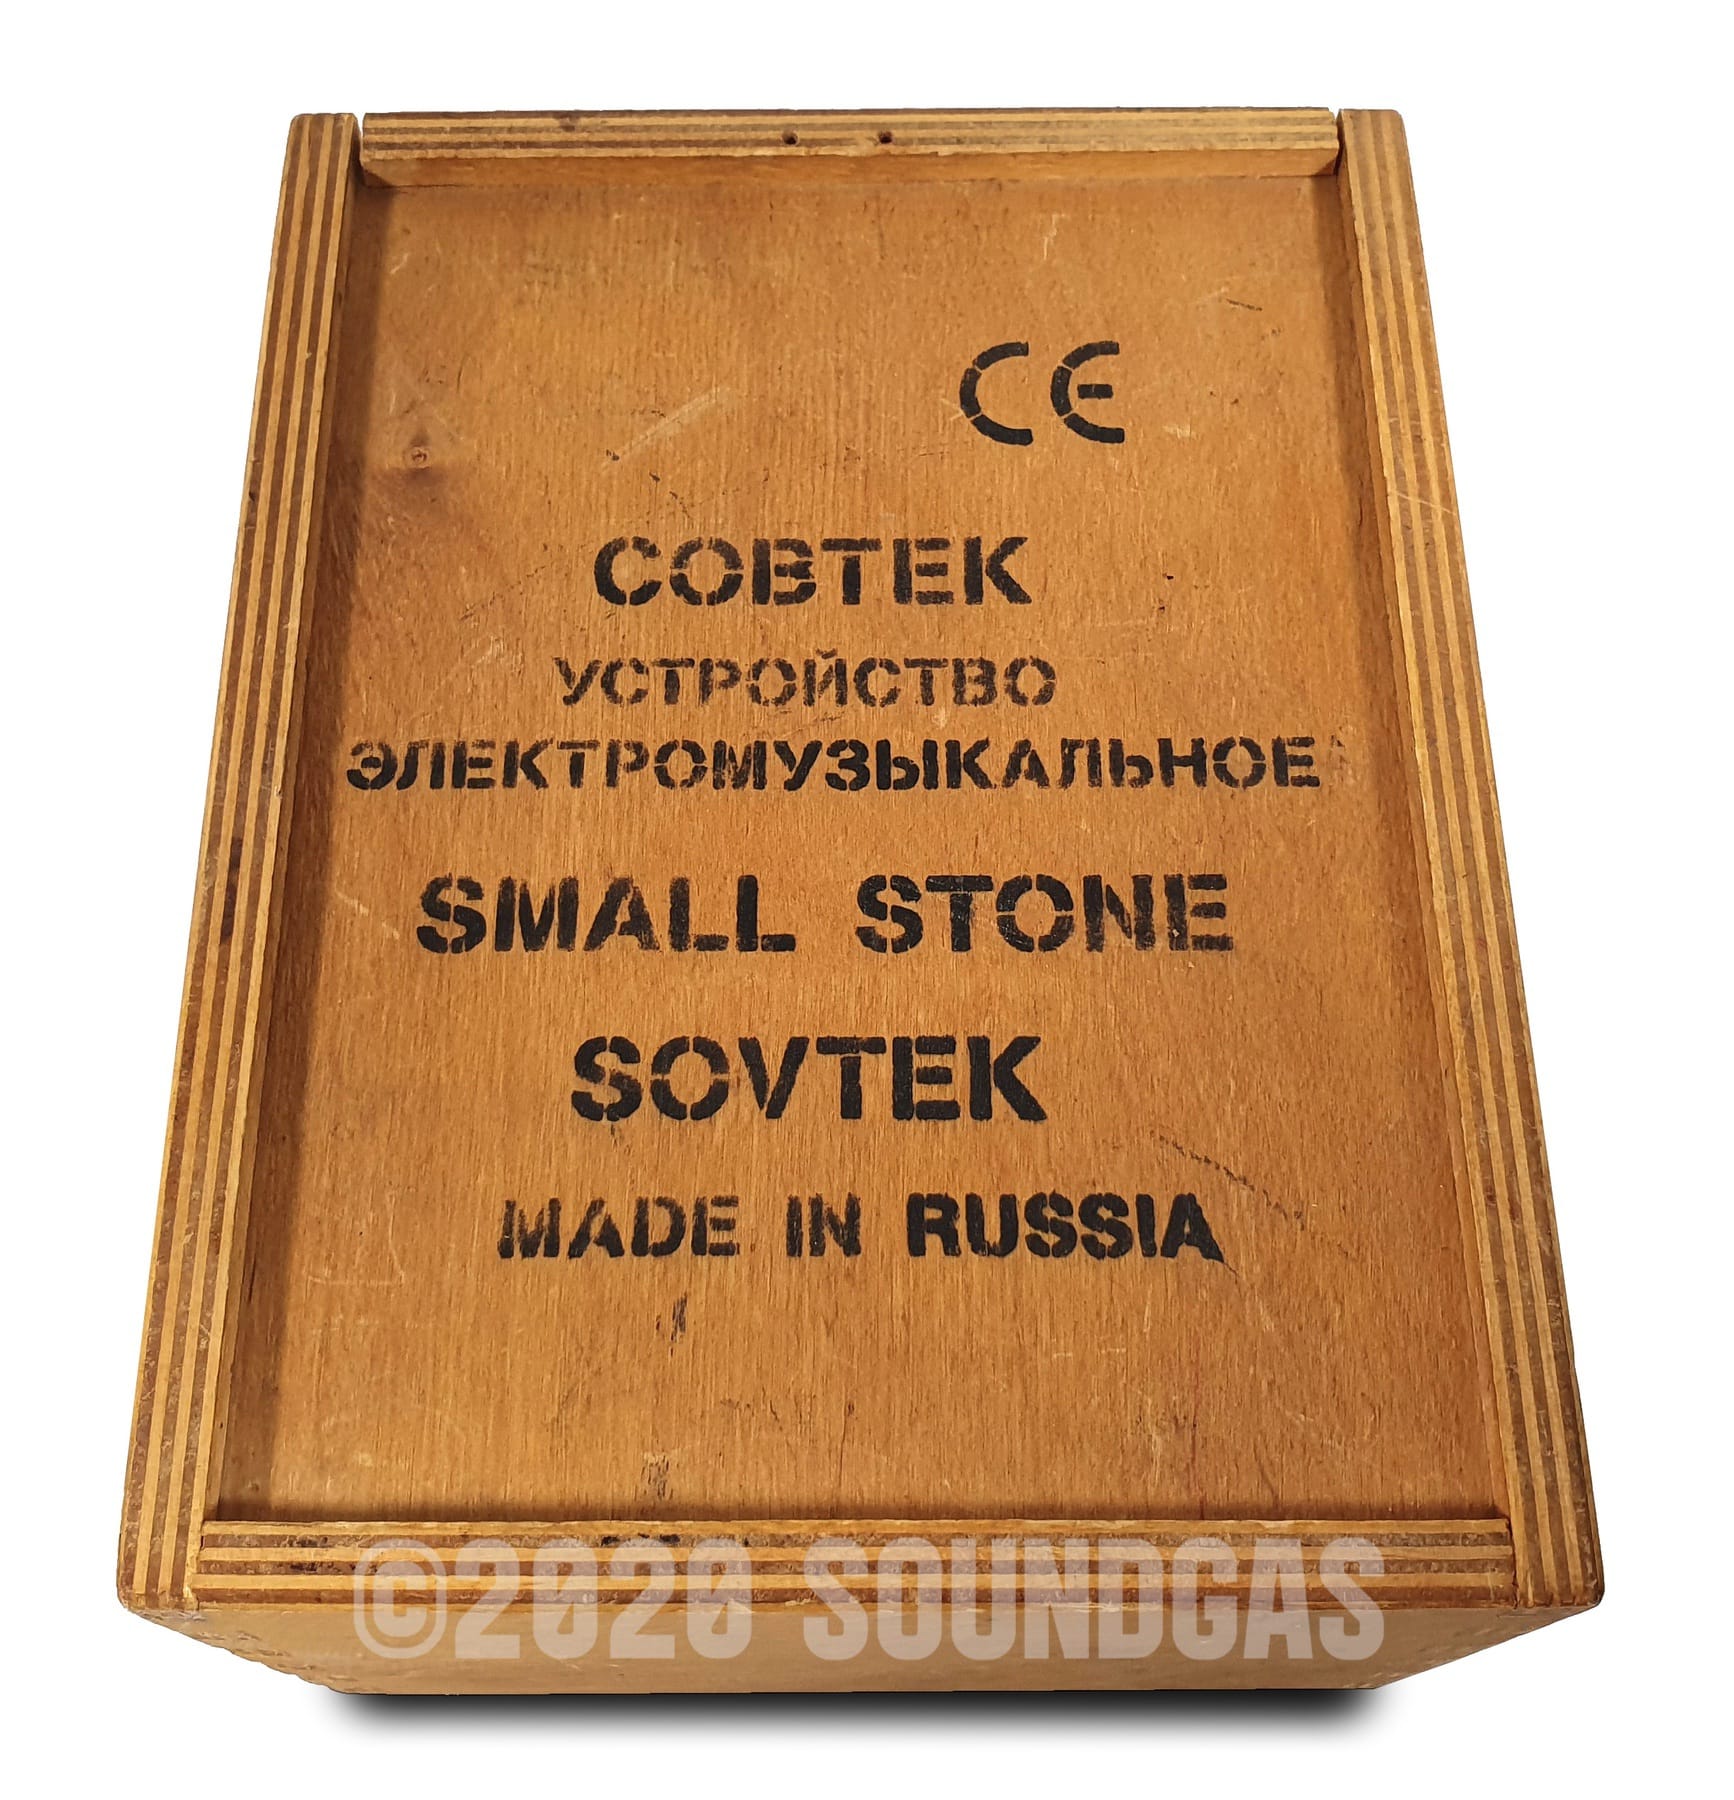 CE
СОВТЕК
УСТРОЙСТВО
ЭЛЕКТРОМУЗЫКАЛЬНОЕ
SMALL STONE
SOVTEK
MADE IN RUSSIA
©2020 SOUNDGAS